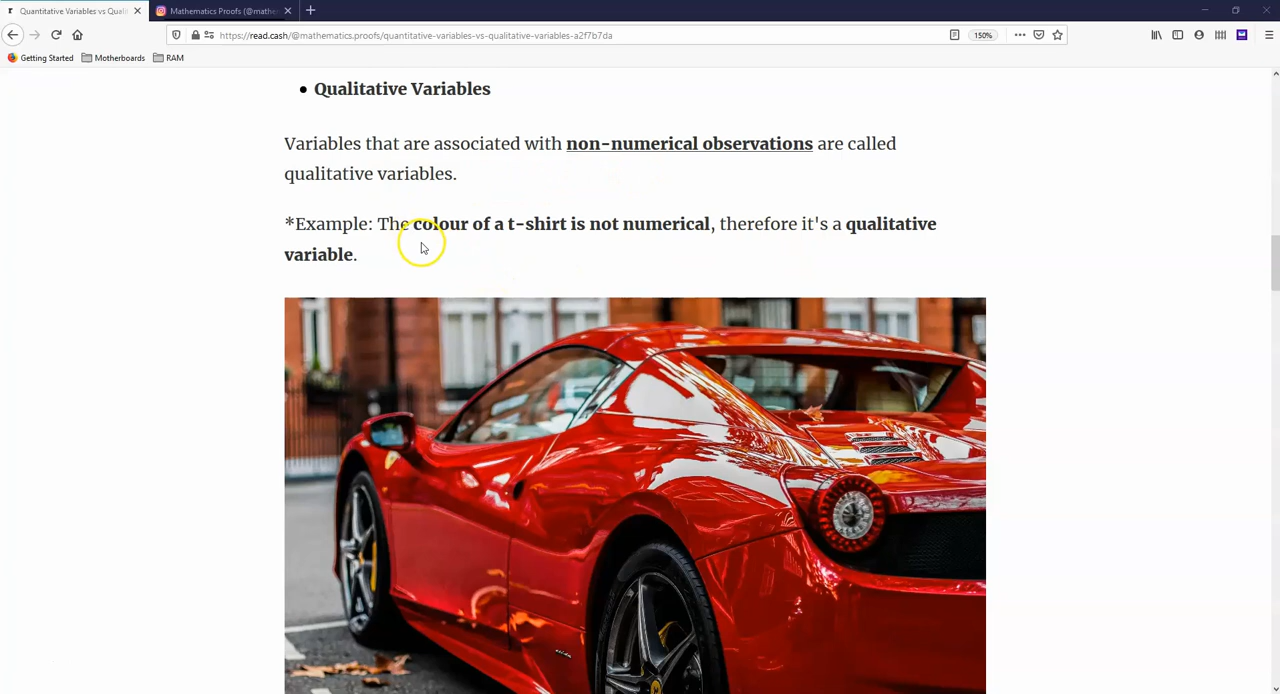 Quantitative Variables vs Quali
Mathematics Proofs (@mathe
https://read.cash/@mathematics.proofs/quantitative-variables-vs-qualitative-variables-a2f7b7da
150%
Getting Started
Motherboards
RAM
• Qualitative Variables
Variables that are associated with non-numerical observations are called
qualitative variables.
*Example: The colour of a t-shirt is not numerical, therefore it's a qualitative
variable.